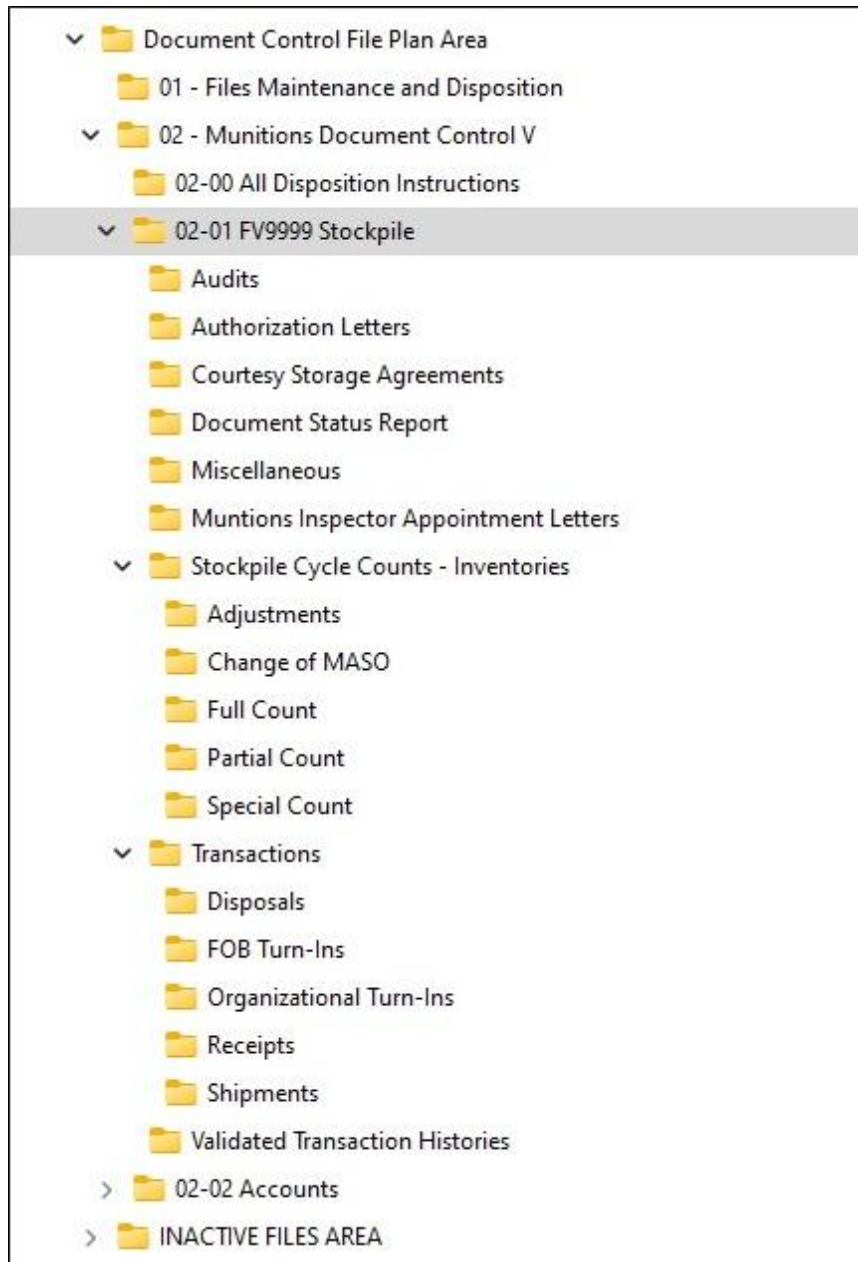 Document Control File Plan Area
01 - Files Maintenance and Disposition
02 - Munitions Document Control V
02-00 All Disposition Instructions
02-01 FV9999 Stockpile
Audits
Authorization Letters
Courtesy Storage Agreements
Document Status Report
Miscellaneous
Muntions Inspector Appointment Letters
Stockpile Cycle Counts - Inventories
Adjustments
Change of MASO
Full Count
Partial Count
Special Count
Transactions
Disposals
FOB Turn-Ins
Organizational Turn-Ins
Receipts
Shipments
Validated Transaction Histories
02-02 Accounts
INACTIVE FILES AREA